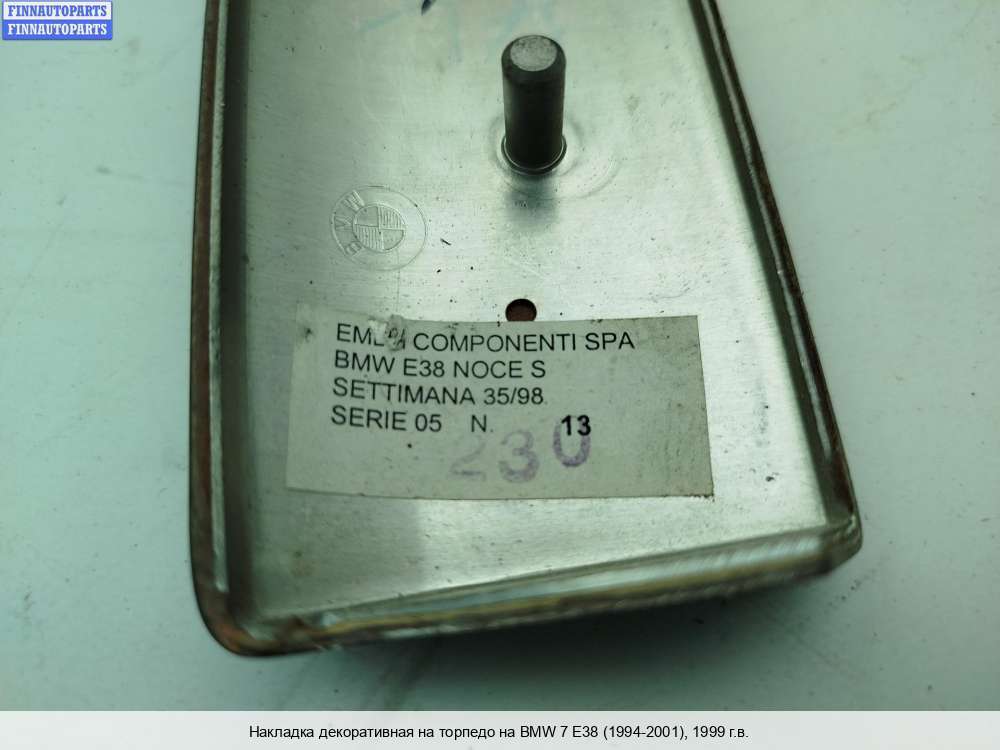 FINNAUTOPARTS
FINNAUTOPARTS
BMW
COMPONENTI SPA
BMW E38 NOCE S
SETTIMANA 35/98
SERIE 05 N. 13
230
Накладка декоративная на торпедо на BMW 7 E38 (1994-2001), 1999 г.в.